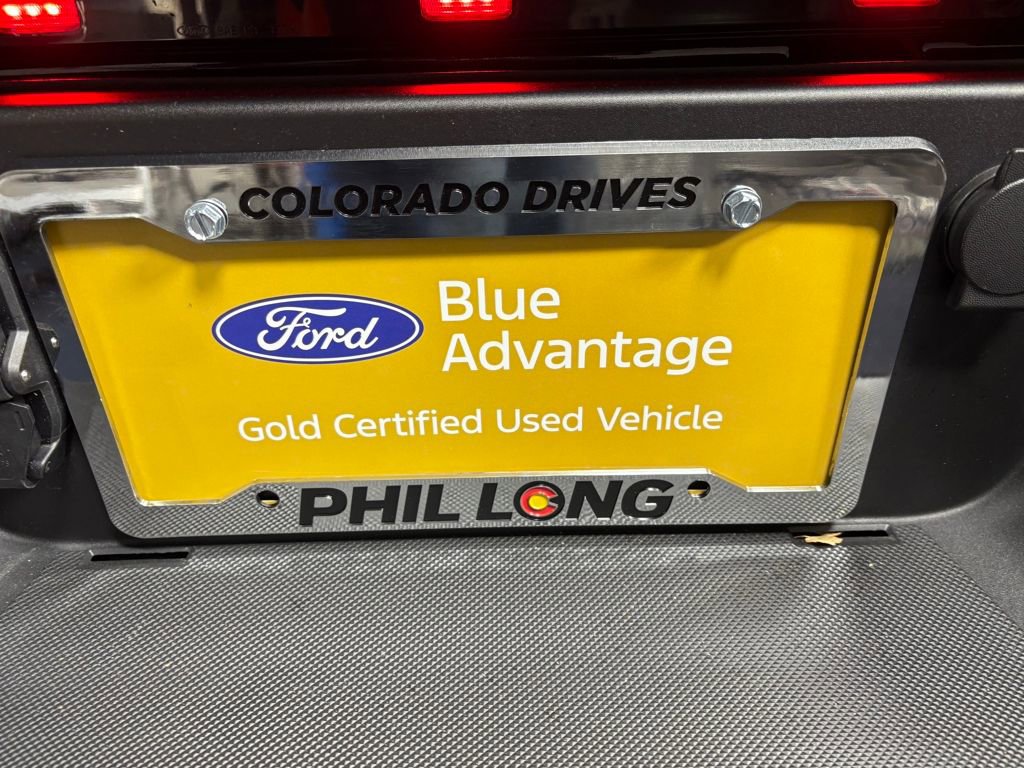 COLORADO DRIVES
Ford
Blue
Advantage
Gold Certified Used Vehicle
PHIL LONG